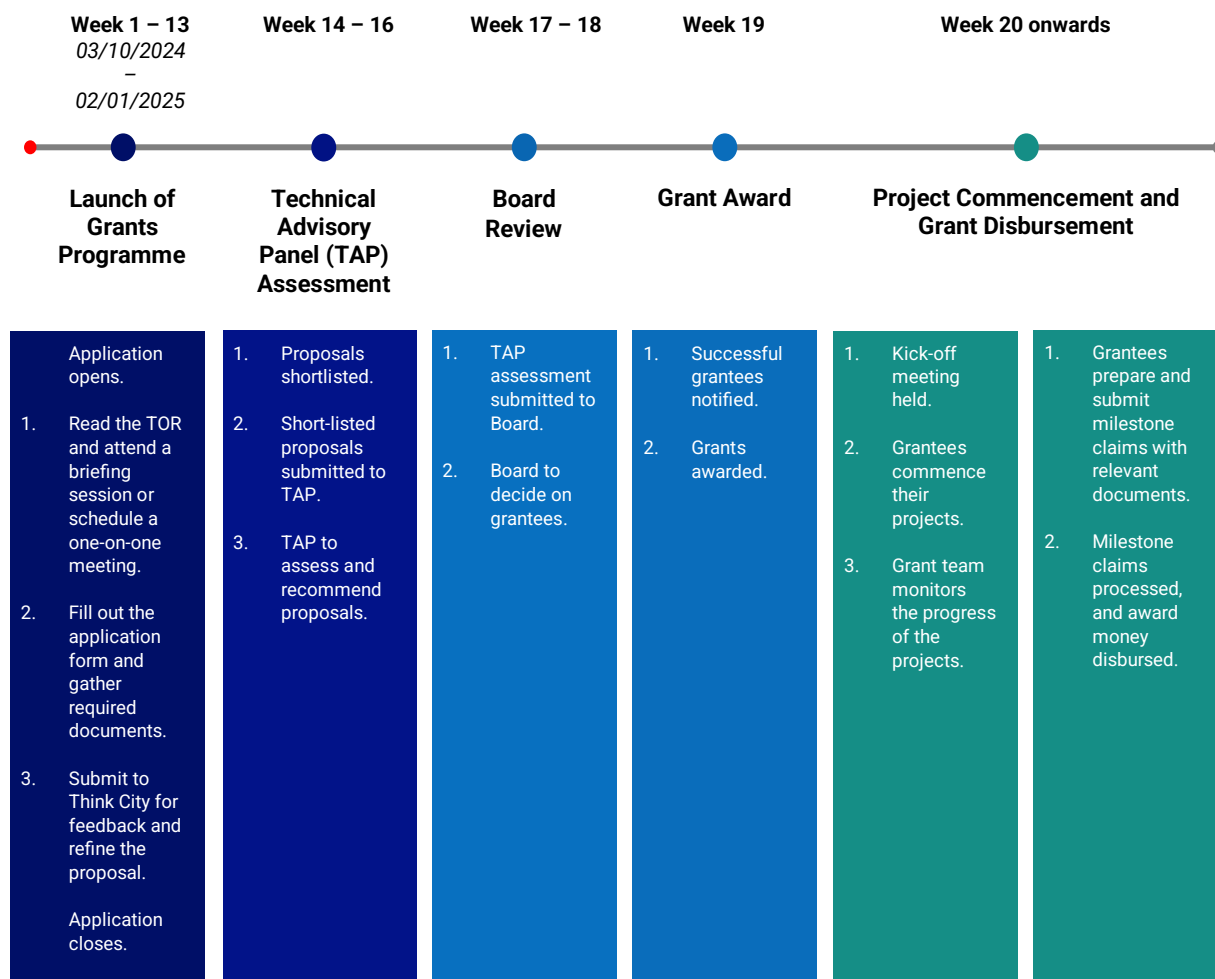 Week 1 – 13
03/10/2024
–
02/01/2025
Week 14 – 16
Week 17 – 18
Week 19
Week 20 onwards
Launch of
Grants
Programme
Technical
Advisory
Panel (TAP)
Assessment
Board
Review
Grant Award
Project Commencement and
Grant Disbursement
Application
opens.
1. Read the TOR
and attend a
briefing
session or
schedule a
one-on-one
meeting.
2. Fill out the
application
form and
gather
required
documents.
3. Submit to
Think City for
feedback and
refine the
proposal.
Application
closes.
1. Proposals
shortlisted.
2. Short-listed
proposals
submitted to
TAP.
3. TAP to
assess and
recommend
proposals.
1. TAP
assessment
submitted to
Board.
2. Board to
decide on
grantees.
1. Successful
grantees
notified.
2. Grants
awarded.
1. Kick-off
meeting
held.
2. Grantees
commence
their
projects.
3. Grant team
monitors
the progress
of the
projects.
1. Grantees
prepare and
submit
milestone
claims with
relevant
documents.
2. Milestone
claims
processed,
and award
money
disbursed.